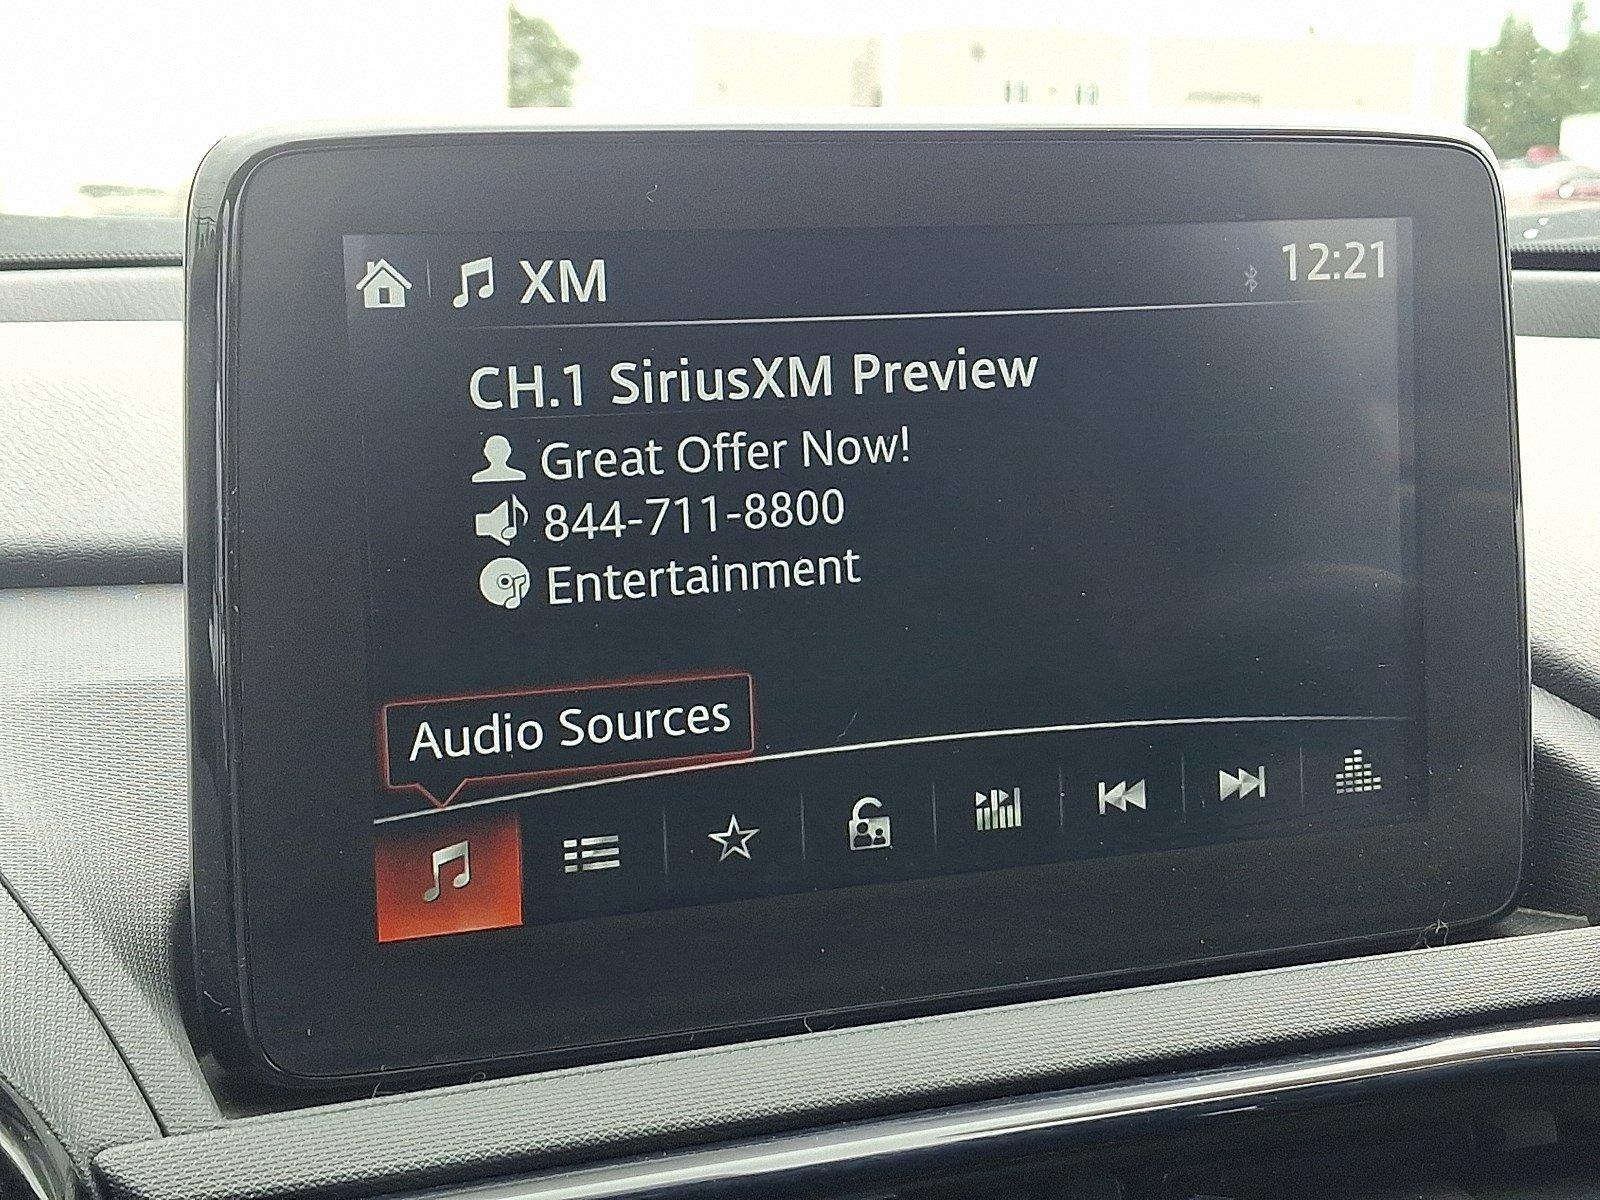 XM
12:21
CH.1 SiriusXM Preview
Great Offer Now!
844-711-8800
Entertainment
Audio Sources